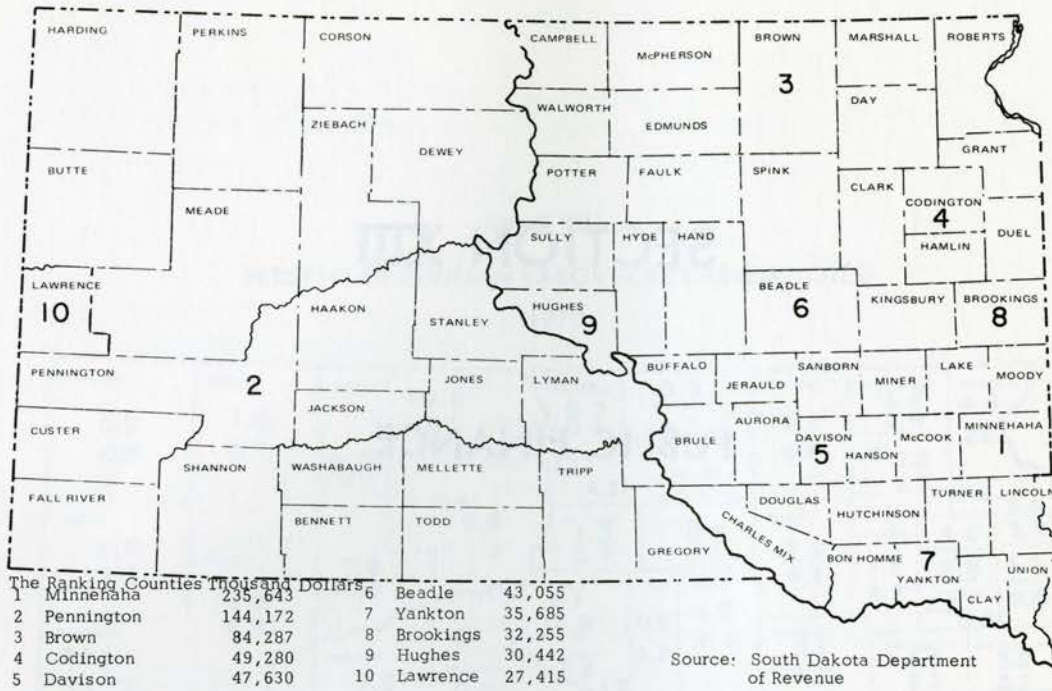 HARDING PERKINS CORSON CAMPBELL McPHERSON BROWN MARSHALL ROBERTS
3
WALWORTH EDMUNDS DAY
ZIEBACH DEWEY GRANT
BUTTE POTTER FAULK SPINK CLARK CODINGTON
4
MEADE SULLY HYDE HAND HAMLIN DUEL
LAWRENCE HAAKON STANLEY HUGHES BEADLE KINGSBURY BROOKINGS
10 9 6 8
PENNINGTON 2 JONES LYMAN BUFFALO JERAULD SANBORN MINER LAKE MOODY
JACKSON
CUSTER BRULE AURORA DAVISON HANSON McCOOK MINNEHAHA
5 1
SHANNON WASHABAUGH MELLETTE TRIPP
FALL RIVER DOUGLAS HUTCHINSON TURNER LINCOLN
BENNETT TODD GREGORY CHARLES MIX BON HOMME 7 YANKTON CLAY UNION
The Ranking Counties Thousand Dollars
1 Minnehaha 235,643 6 Beadle 43,055
2 Pennington 144,172 7 Yankton 35,685
3 Brown 84,287 8 Brookings 32,255
4 Codington 49,280 9 Hughes 30,442
5 Davison 47,630 10 Lawrence 27,415
Source: South Dakota Department
of Revenue